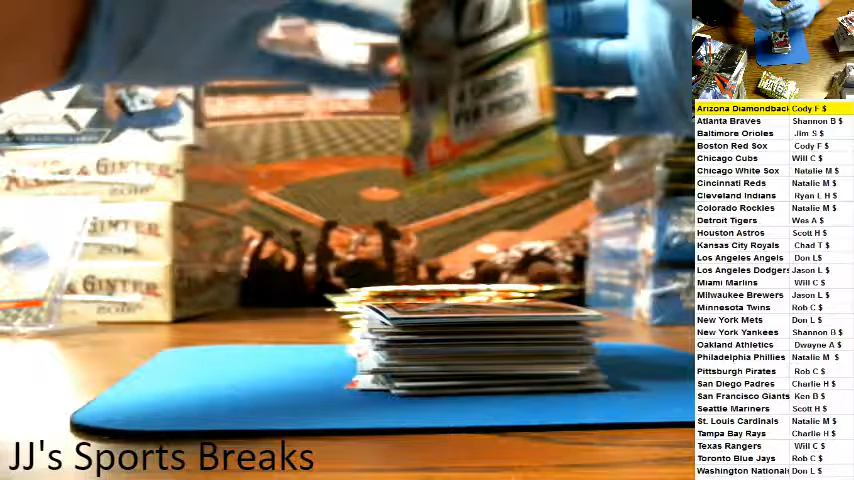 4 CARDS
PER PACK
ALLEN & GINTER
GINTER
GINTER
JJ's Sports Breaks
Arizona Diamondback Cody F $
Atlanta Braves Shannon B $
Baltimore Orioles Jim S $
Boston Red Sox Cody F $
Chicago Cubs Will C $
Chicago White Sox Natalie M $
Cincinnati Reds Natalie M $
Cleveland Indians Ryan L H $
Colorado Rockies Natalie M $
Detroit Tigers Wes A $
Houston Astros Scott H $
Kansas City Royals Chad T $
Los Angeles Angels Don L$
Los Angeles Dodgers Jason L $
Miami Marlins Will C $
Milwaukee Brewers Jason L $
Minnesota Twins Rob C $
New York Mets Don L $
New York Yankees Shannon B $
Oakland Athletics Dwayne A $
Philadelphia Phillies Natalie M $
Pittsburgh Pirates Rob C $
San Diego Padres Charlie H $
San Francisco Giants Ken B $
Seattle Mariners Scott H $
St. Louis Cardinals Natalie M $
Tampa Bay Rays Charlie H $
Texas Rangers Will C $
Toronto Blue Jays Rob C $
Washington Nationals Don L $